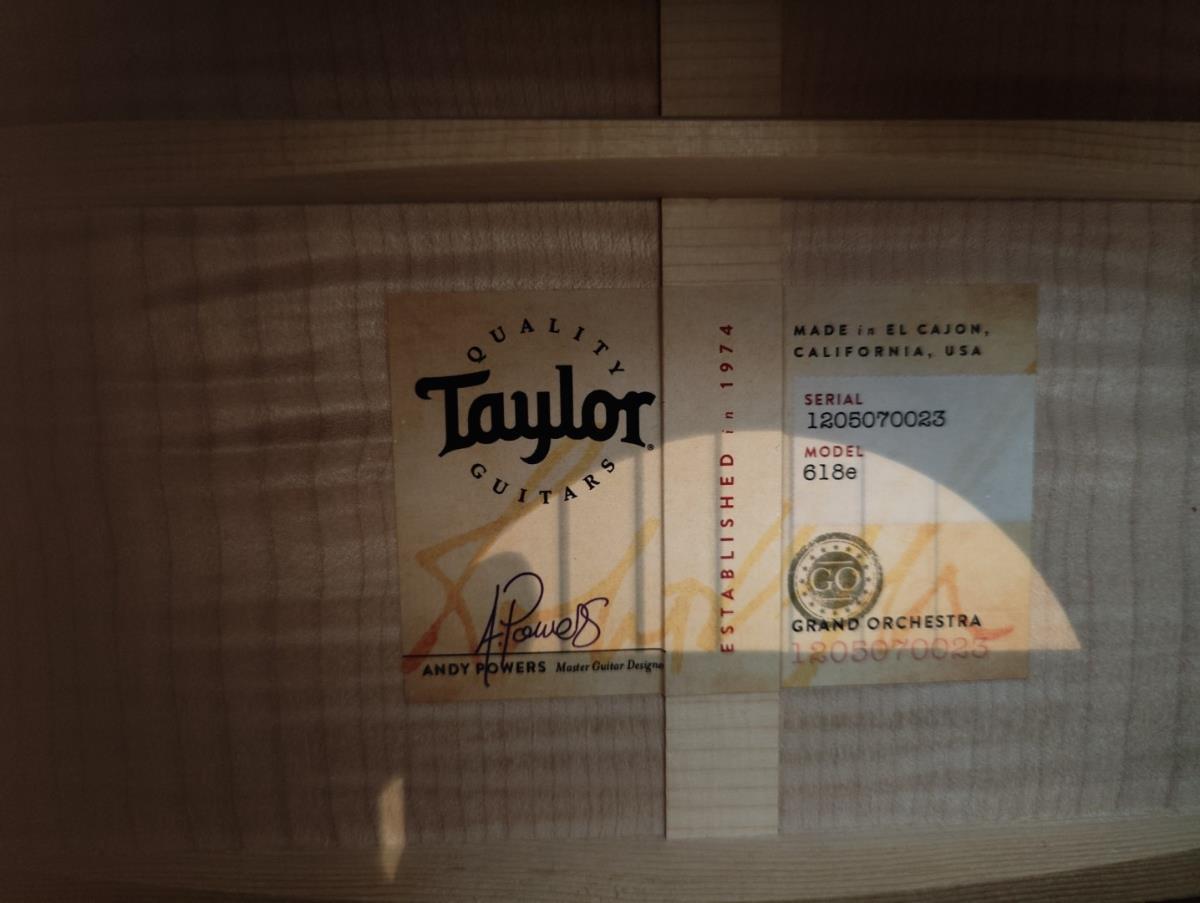 QUALITY
Taylor®
GUITARS
A. Powers
ANDY POWERS Master Guitar Designe
ESTABLISHED in 1974
MADE in EL CAJON,
CALIFORNIA, USA
SERIAL
1205070023
MODEL
618e
GO
GRAND ORCHESTRA
1205070023